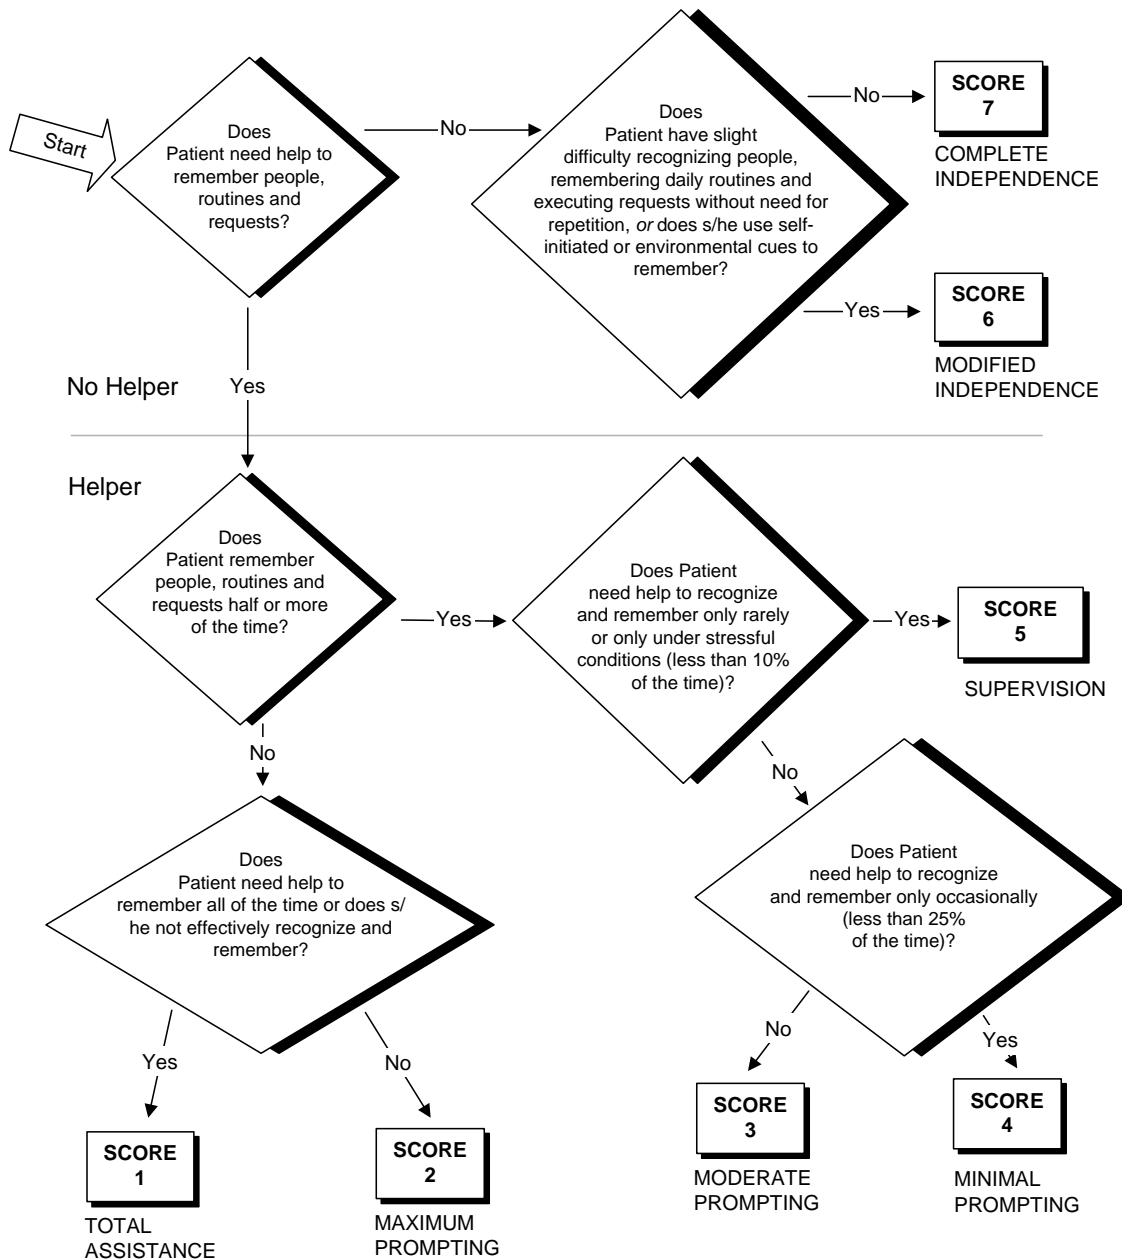 Start
Does
Patient need help to
remember people,
routines and
requests?
No
Does
Patient have slight
difficulty recognizing people,
remembering daily routines and
executing requests without need for
repetition, or does s/he use self-
initiated or environmental cues to
remember?
No
SCORE
7
COMPLETE
INDEPENDENCE
Yes
SCORE
6
MODIFIED
INDEPENDENCE
No Helper
Yes
Helper
Does
Patient remember
people, routines and
requests half or more
of the time?
Yes
Does Patient
need help to recognize
and remember only rarely
or only under stressful
conditions (less than 10%
of the time)?
Yes
SCORE
5
SUPERVISION
No
No
Does
Patient need help to
remember all of the time or does s/
he not effectively recognize and
remember?
Does Patient
need help to recognize
and remember only occasionally
(less than 25%
of the time)?
Yes
No
No
Yes
SCORE
1
TOTAL
ASSISTANCE
SCORE
2
MAXIMUM
PROMPTING
SCORE
3
MODERATE
PROMPTING
SCORE
4
MINIMAL
PROMPTING